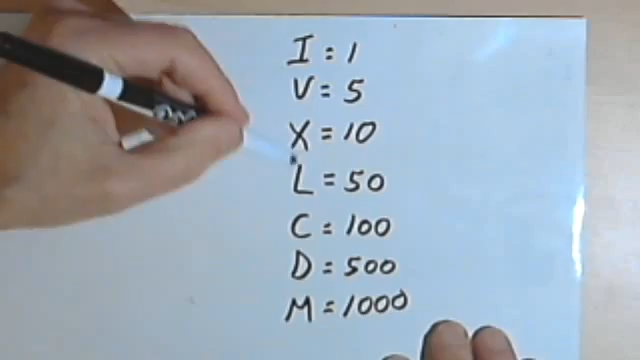 I = 1
V = 5
X = 10
L = 50
C = 100
D = 500
M = 1000